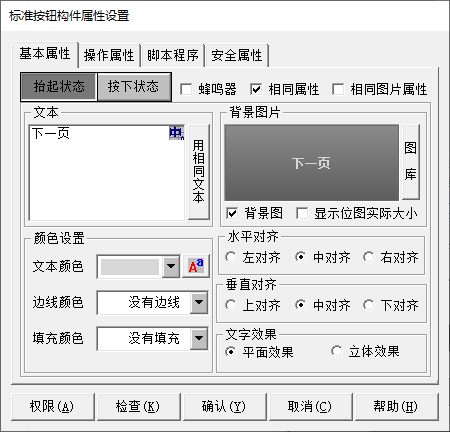 标准按钮构件属性设置
基本属性 操作属性 脚本程序 安全属性
抬起状态 按下状态 蜂鸣器 相同属性 相同图片属性
文本
下一页
中
用相同文本
背景图片
下一页
图库
背景图 显示位图实际大小
颜色设置
文本颜色 Aa
边线颜色 没有边线
填充颜色 没有填充
水平对齐
左对齐 中对齐 右对齐
垂直对齐
上对齐 中对齐 下对齐
文字效果
平面效果 立体效果
权限(A) 检查(K) 确认(Y) 取消(C) 帮助(H)